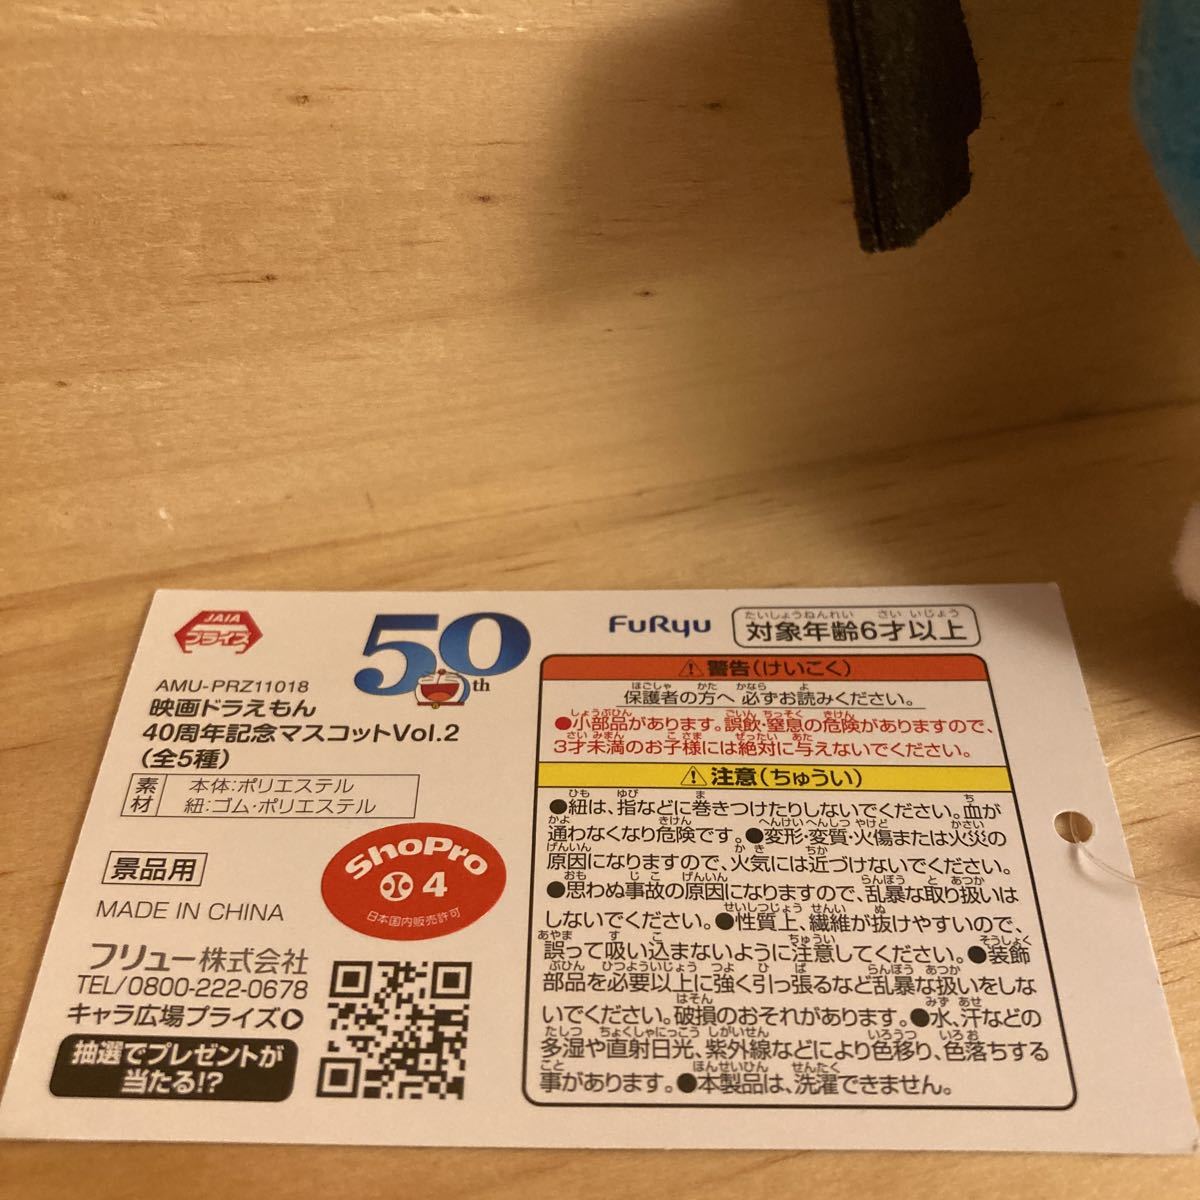 JAIA
プライズ
50th
FuRyu
たいしょうねんれい さい いじょう
対象年齢6才以上
AMU-PRZ11018
映画ドラえもん
40周年記念マスコットVol.2
(全5種)
素材
本体:ポリエステル
紐:ゴム・ポリエステル
景品用
MADE IN CHINA
ShoPro
4
日本国内販売許可
フリュー株式会社
TEL/0800-222-0678
キャラ広場プライズ
抽選でプレゼントが
当たる!?
⚠警告(けいこく)
ほごしゃ かた かなら よ
保護者の方へ 必ずお読みください。
しょうぶひん ごいん ちっそく きけん
●小部品があります。誤飲・窒息の危険がありますので、
さい みまん こ さま ぜったい あた
3才未満のお子様には絶対に与えないでください。
⚠注意(ちゅうい)
ひも ゆび ま ち
●紐は、指などに巻きつけたりしないでください。血が
かよ きけん へんけい へんしつ やけど かさい
通わなくなり危険です。●変形・変質・火傷または火災の
げんいん かき ちか
原因になりますので、火気には近づけないでください。
おも じこ げんいん らんぼう と あつか
●思わぬ事故の原因になりますので、乱暴な取り扱いは
せいしつじょう せんい ぬ
しないでください。●性質上、繊維が抜けやすいので、
あやま す こ ちゅうい そうしょく
誤って吸い込まないように注意してください。●装飾
ぶひん ひつよういじょう つよ ひ ぱ らんぼう あつか
部品を必要以上に強く引っ張るなど乱暴な扱いをしな
はそん みず あせ
いでください。破損のおそれがあります。●水、汗などの
たしつ ちょくしゃにっこう しがいせん いろうつ いろお
多湿や直射日光、紫外線などにより色移り、色落ちする
こと ほんせいひん せんたく
事があります。●本製品は、洗濯できません。